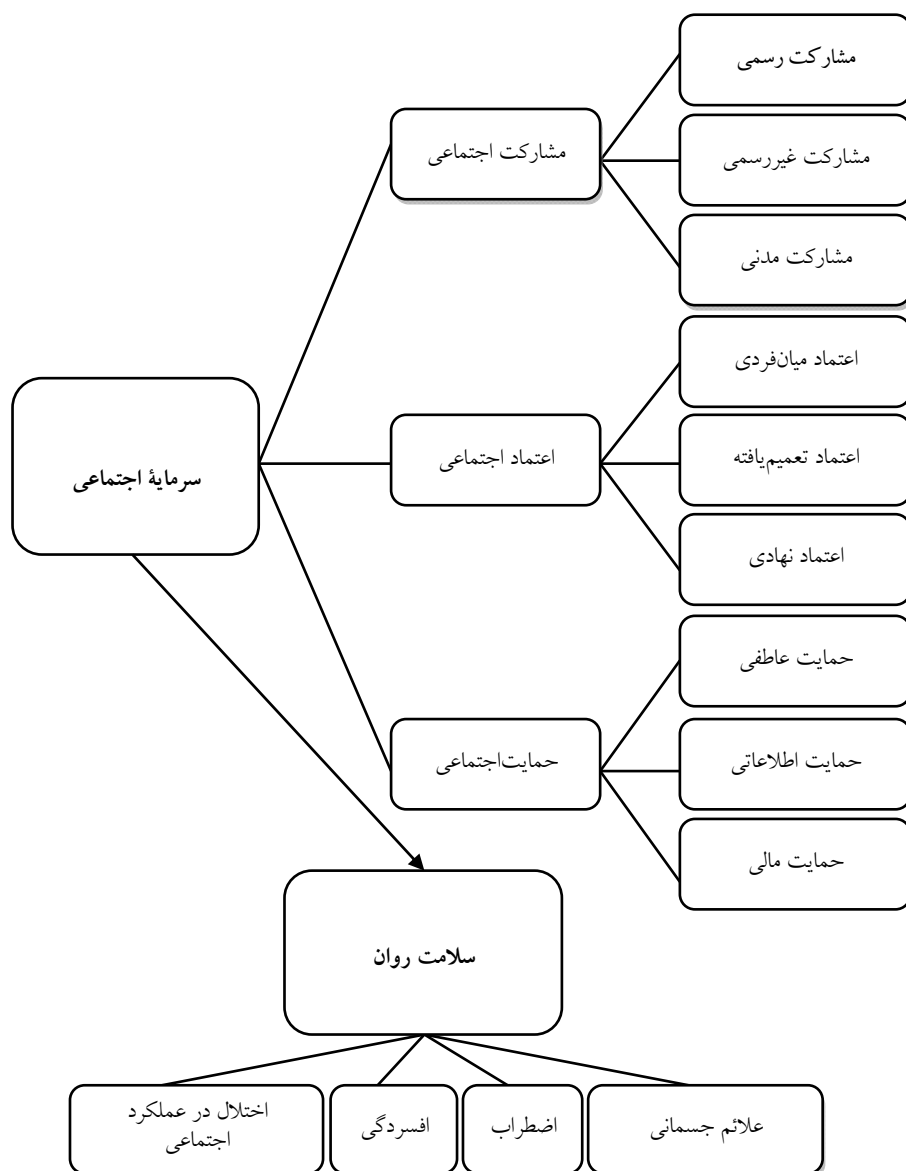 مشارکت رسمی
مشارکت اجتماعی
مشارکت غیررسمی
مشارکت مدنی
اعتماد میان‌فردی
سرمایۀ اجتماعی
اعتماد اجتماعی
اعتماد تعمیم‌یافته
اعتماد نهادی
حمایت عاطفی
حمایت‌اجتماعی
حمایت اطلاعاتی
حمایت مالی
سلامت روان
علائم جسمانی
اضطراب
افسردگی
اختلال در عملکرد
اجتماعی